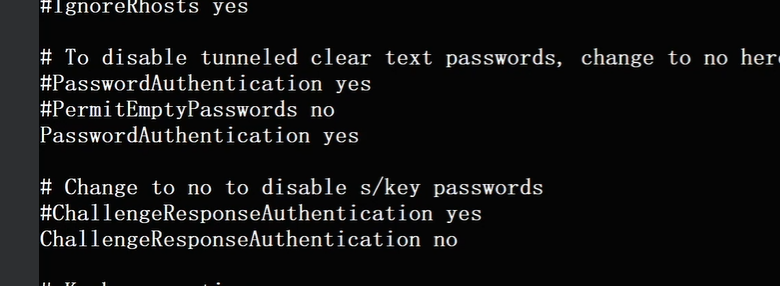 #IgnoreRhosts yes
# To disable tunneled clear text passwords, change to no here
#PasswordAuthentication yes
#PermitEmptyPasswords no
PasswordAuthentication yes
# Change to no to disable s/key passwords
#ChallengeResponseAuthentication yes
ChallengeResponseAuthentication no